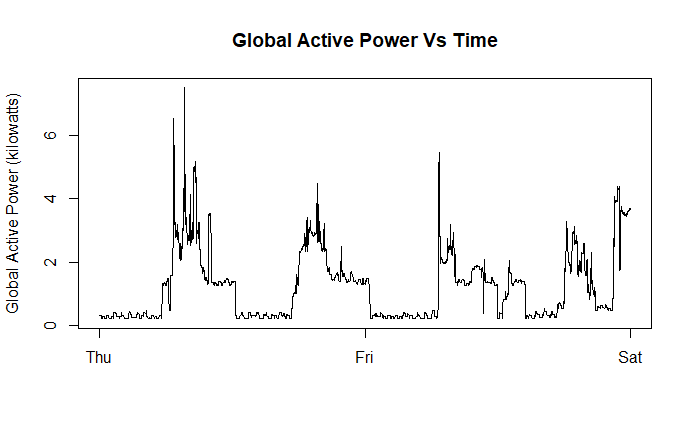 Global Active Power Vs Time
Global Active Power (kilowatts)
6
4
2
0
Thu Fri Sat